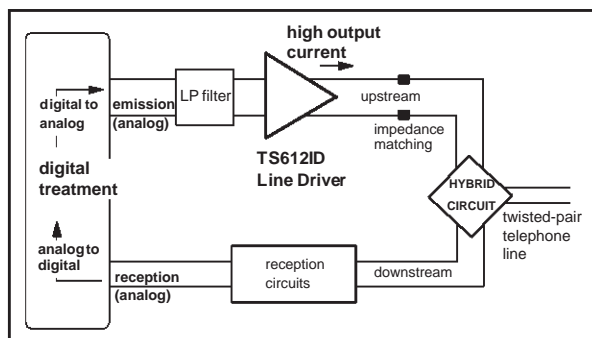 high output
current
LP filter
digital to
analog
emission
(analog)
upstream
impedance
matching
TS612ID
Line Driver
digital
treatment
HYBRID
CIRCUIT
twisted-pair
telephone
line
analog to
digital
reception
(analog)
reception
circuits
downstream